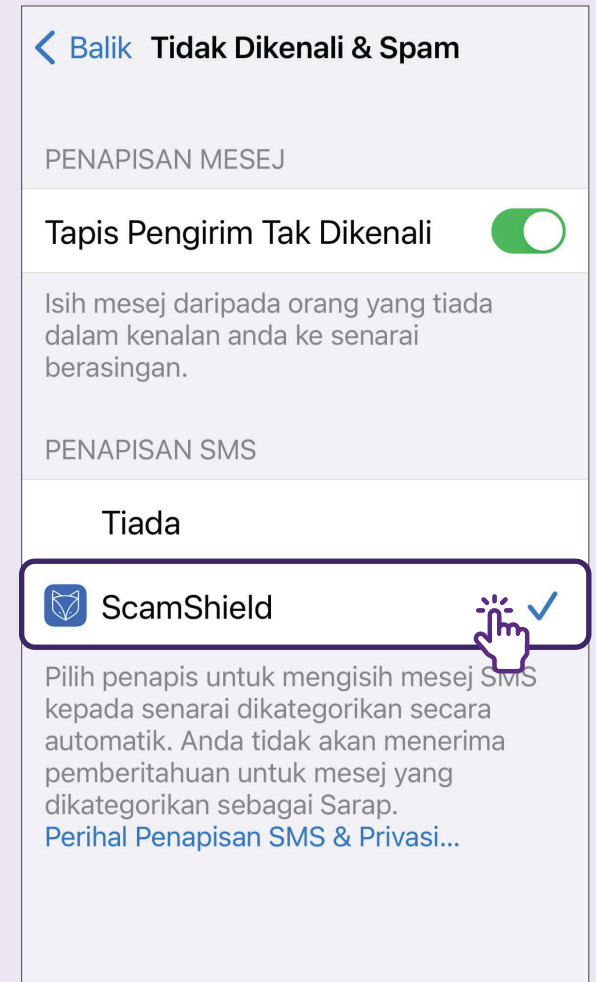 Balik Tidak Dikenali & Spam
PENAPISAN MESEJ
Tapis Pengirim Tak Dikenali
Isih mesej daripada orang yang tiada
dalam kenalan anda ke senarai
berasingan.
PENAPISAN SMS
Tiada
ScamShield
Pilih penapis untuk mengisih mesej SMS
kepada senarai dikategorikan secara
automatik. Anda tidak akan menerima
pemberitahuan untuk mesej yang
dikategorikan sebagai Sarap.
Perihal Penapisan SMS & Privasi...